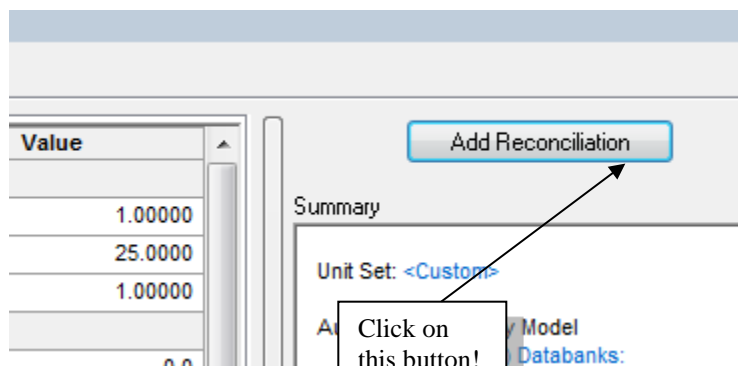 Value
1.00000
25.0000
1.00000
Add Reconciliation
Summary
Unit Set: <Custom>
Model
Databanks:
Click on
this button!